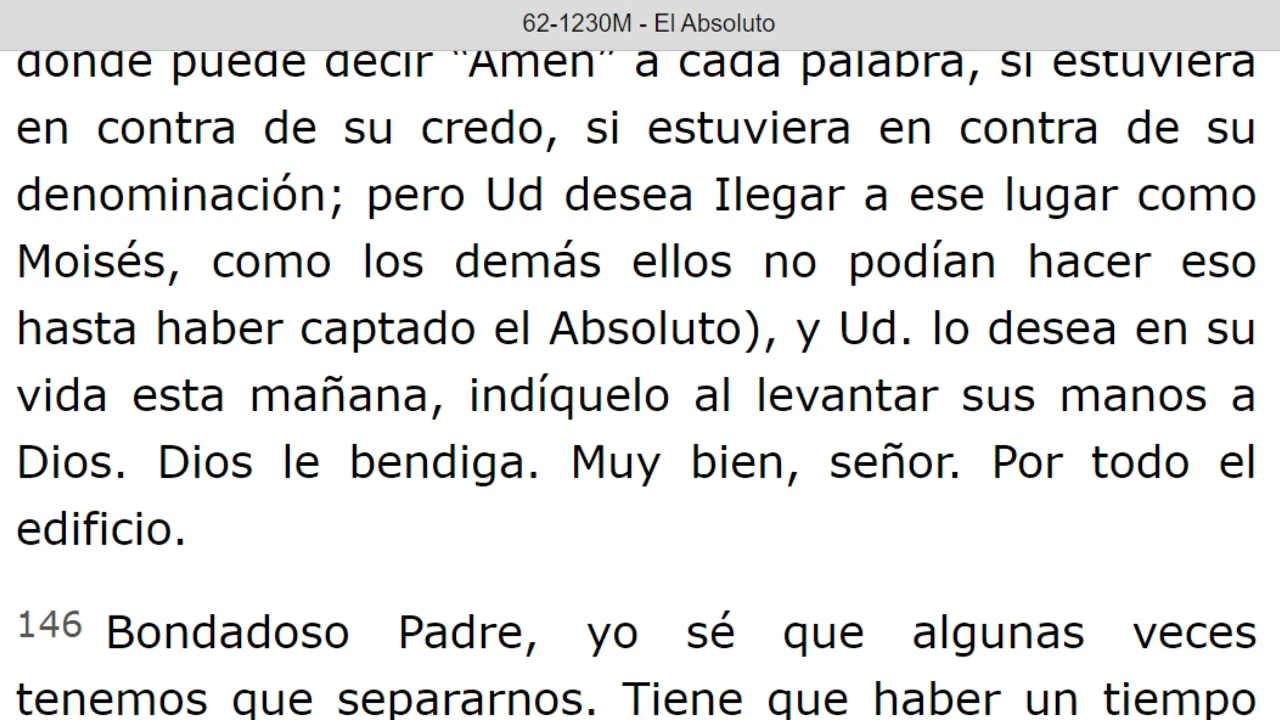 62-1230M - El Absoluto
donde puede decir “Amén” a cada palabra, si estuviera
en contra de su credo, si estuviera en contra de su
denominación; pero Ud desea Ilegar a ese lugar como
Moisés, como los demás ellos no podían hacer eso
hasta haber captado el Absoluto), y Ud. lo desea en su
vida esta mañana, indíquelo al levantar sus manos a
Dios. Dios le bendiga. Muy bien, señor. Por todo el
edificio.
146 Bondadoso Padre, yo sé que algunas veces
tenemos que separarnos. Tiene que haber un tiempo